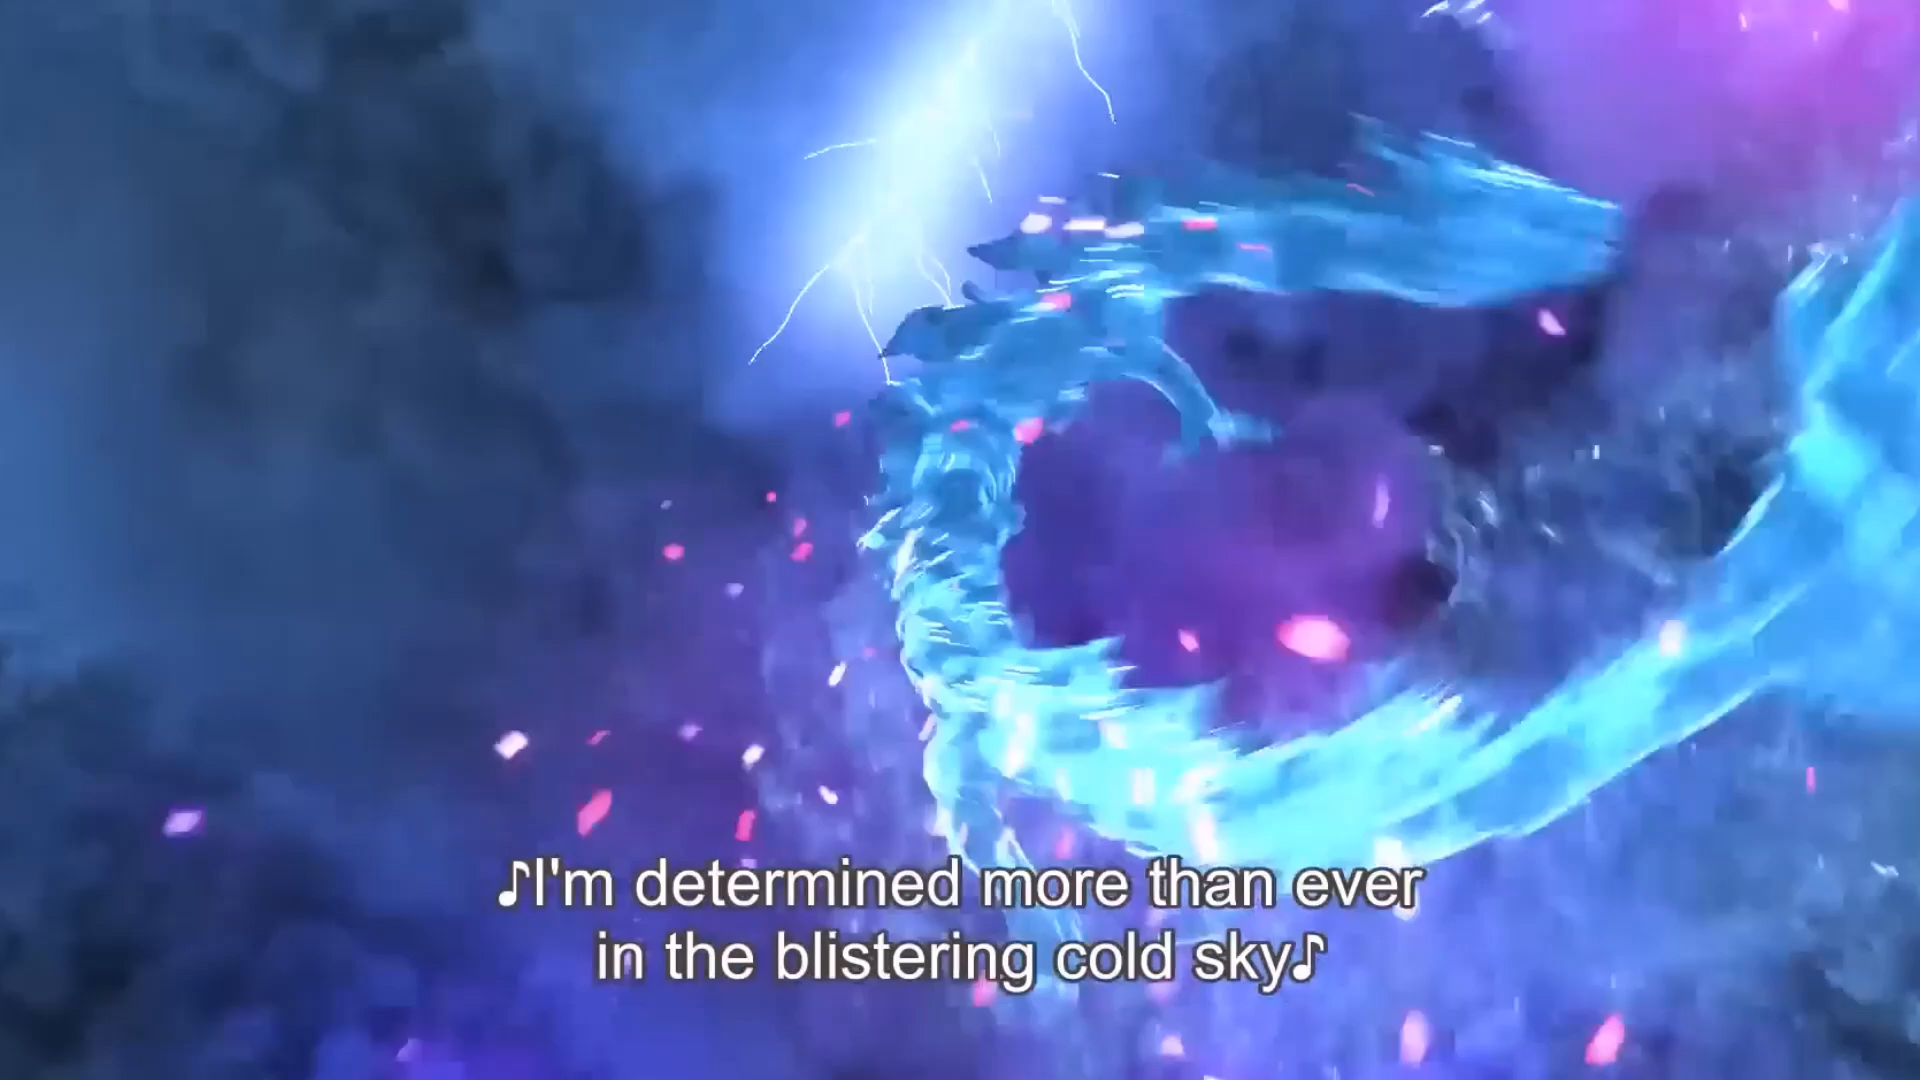 ♪I'm determined more than ever
in the blistering cold sky♪